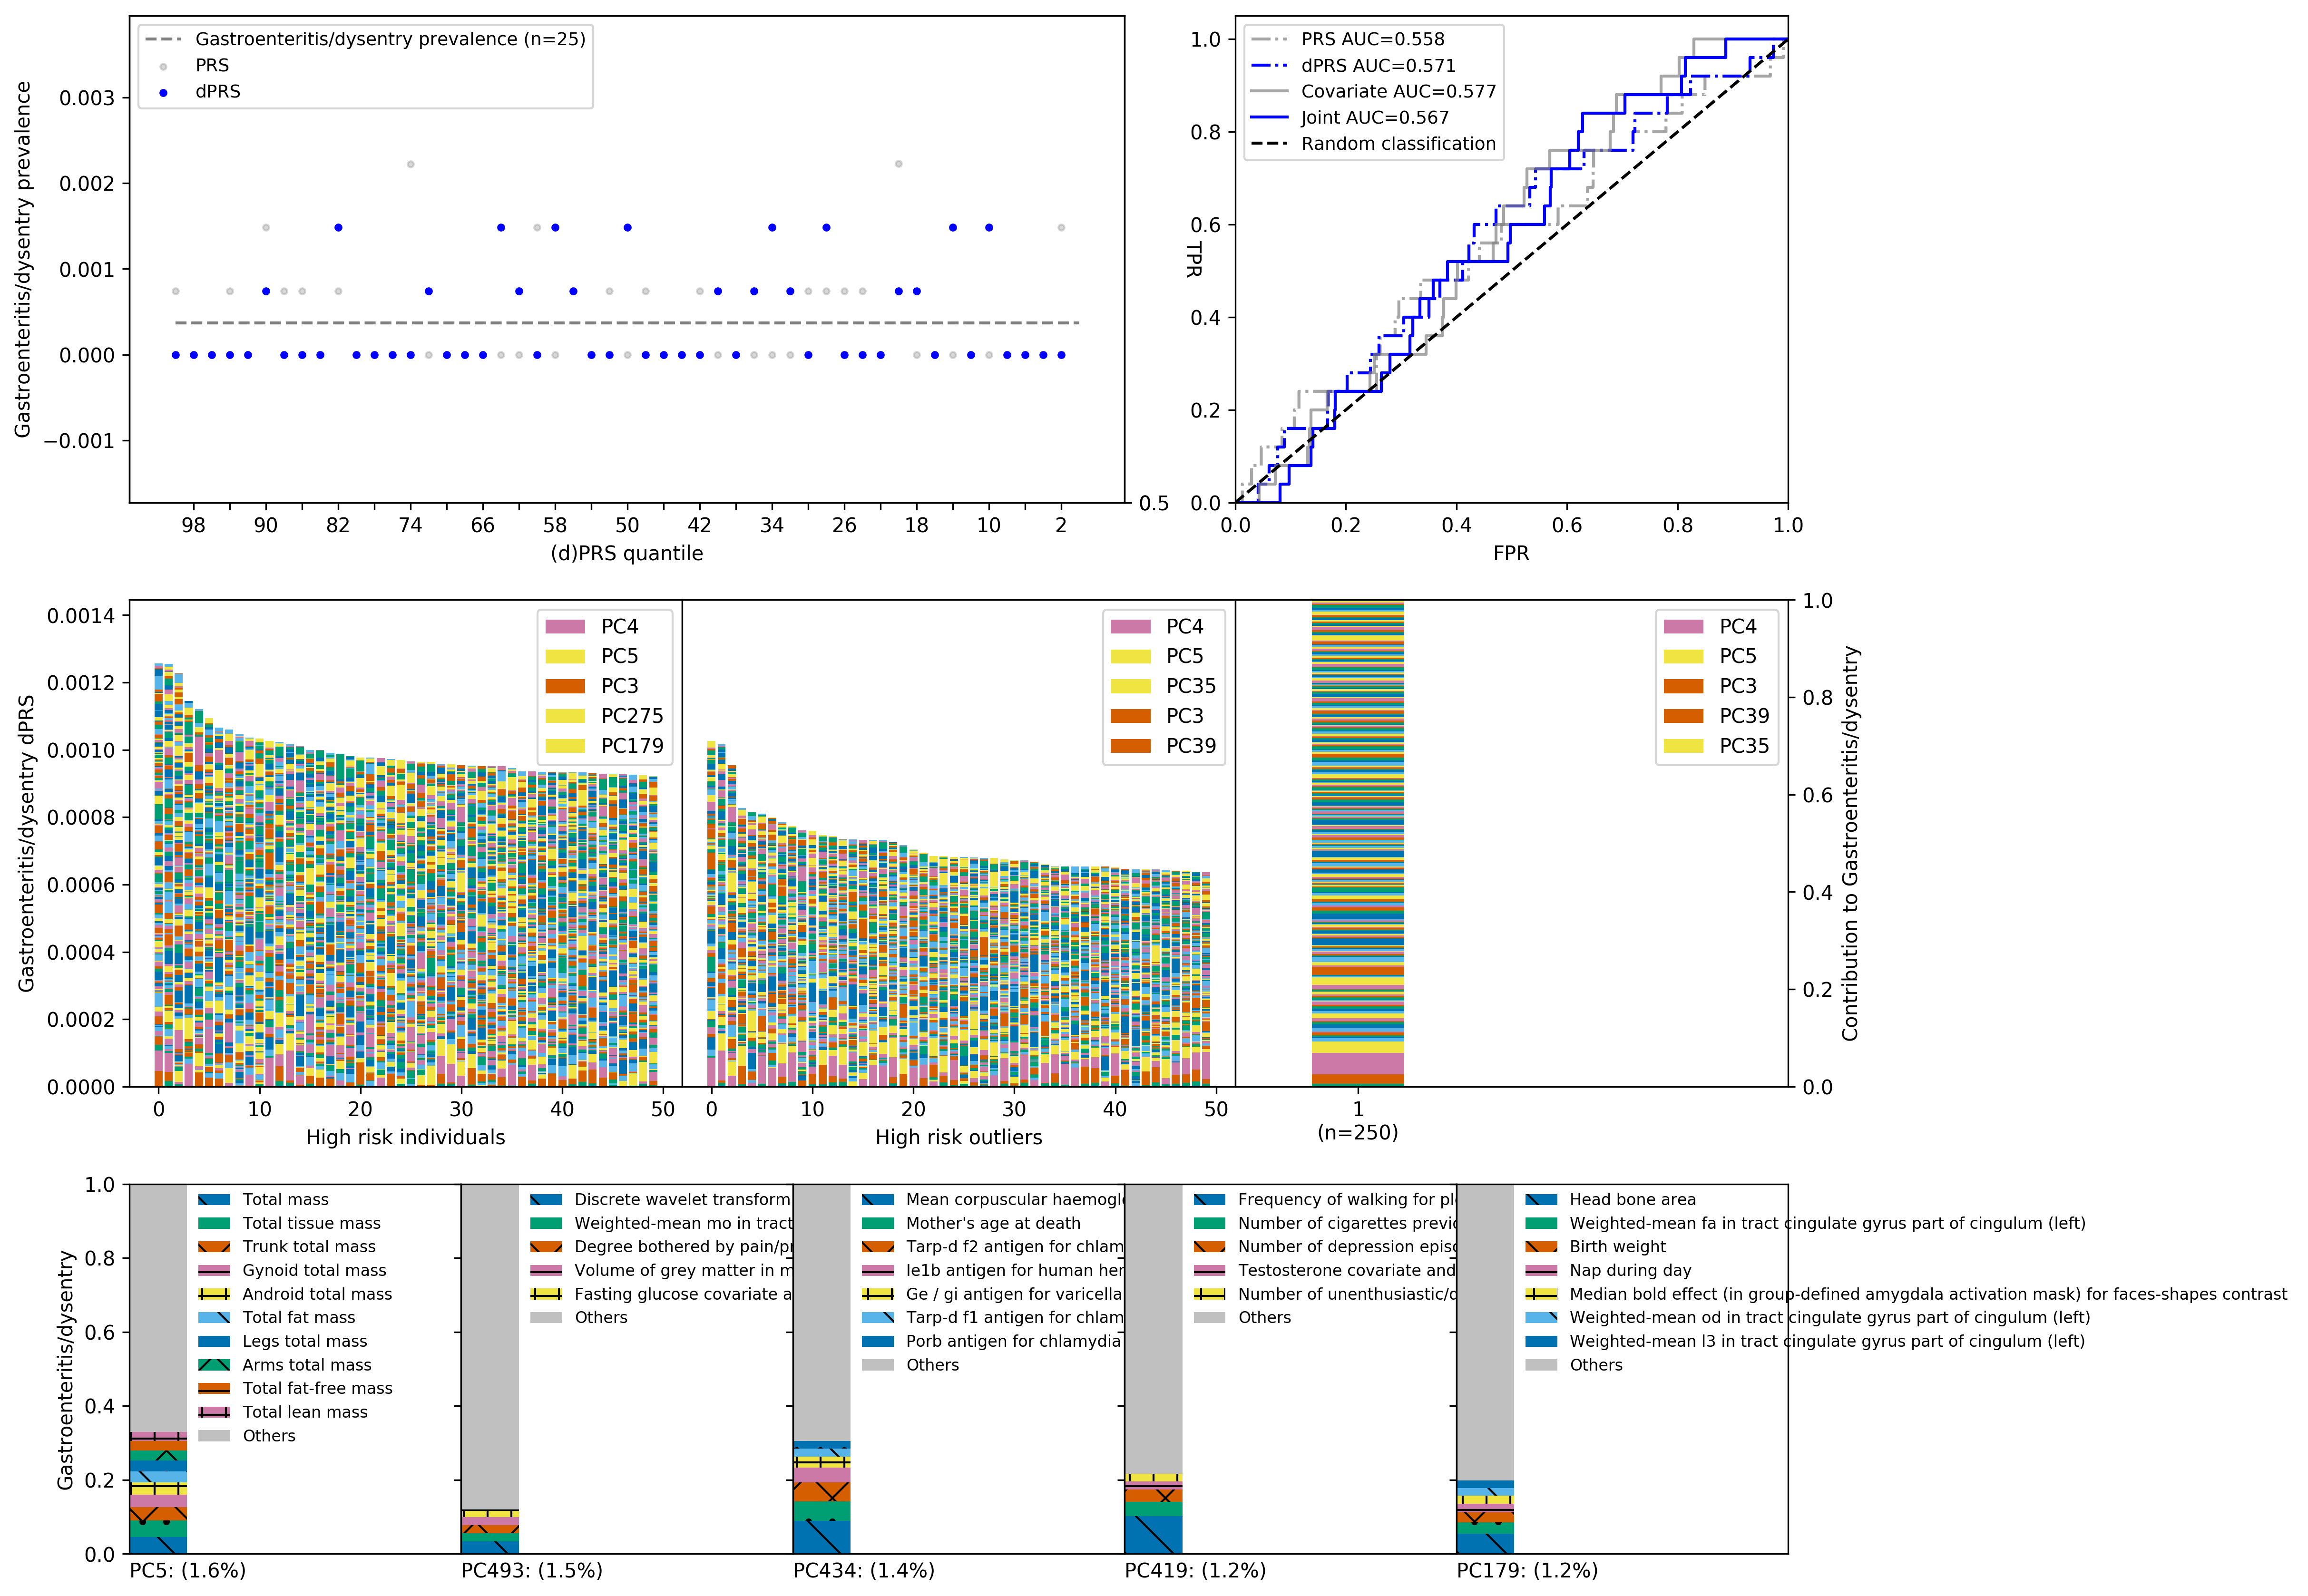 Gastroenteritis/dysentry prevalence (n=25)
PRS
dPRS
Gastroenteritis/dysentry prevalence
0.003
0.002
0.001
0.000
−0.001
98 90 82 74 66 58 50 42 34 26 18 10 2
(d)PRS quantile
0.5
PRS AUC=0.558
dPRS AUC=0.571
Covariate AUC=0.577
Joint AUC=0.567
Random classification
TPR
1.0
0.8
0.6
0.4
0.2
0.0
0.0 0.2 0.4 0.6 0.8 1.0
FPR
Gastroenteritis/dysentry dPRS
0.0014
0.0012
0.0010
0.0008
0.0006
0.0004
0.0002
0.0000
PC4
PC5
PC3
PC275
PC179
0 10 20 30 40 50
High risk individuals
PC4
PC5
PC35
PC3
PC39
0 10 20 30 40 50
High risk outliers
PC4
PC5
PC3
PC39
PC35
1
(n=250)
1.0
0.8
0.6
0.4
0.2
0.0
Contribution to Gastroenteritis/dysentry
Gastroenteritis/dysentry
1.0
0.8
0.6
0.4
0.2
0.0
Total mass
Total tissue mass
Trunk total mass
Gynoid total mass
Android total mass
Total fat mass
Legs total mass
Arms total mass
Total fat-free mass
Total lean mass
Others
PC5: (1.6%)
Discrete wavelet transform
Weighted-mean mo in tract
Degree bothered by pain/pr
Volume of grey matter in m
Fasting glucose covariate a
Others
PC493: (1.5%)
Mean corpuscular haemoglo
Mother's age at death
Tarp-d f2 antigen for chlam
Ie1b antigen for human her
Ge / gi antigen for varicella
Tarp-d f1 antigen for chlam
Porb antigen for chlamydia
Others
PC434: (1.4%)
Frequency of walking for pl
Number of cigarettes previo
Number of depression episo
Testosterone covariate and
Number of unenthusiastic/d
Others
PC419: (1.2%)
Head bone area
Weighted-mean fa in tract cingulate gyrus part of cingulum (left)
Birth weight
Nap during day
Median bold effect (in group-defined amygdala activation mask) for faces-shapes contrast
Weighted-mean od in tract cingulate gyrus part of cingulum (left)
Weighted-mean l3 in tract cingulate gyrus part of cingulum (left)
Others
PC179: (1.2%)